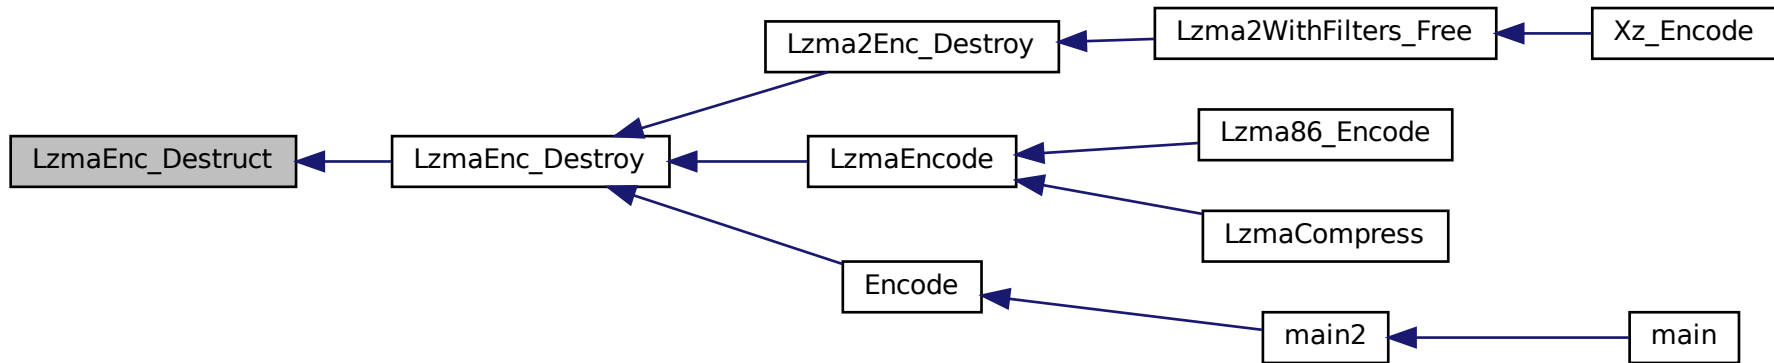 LzmaEnc_Destruct
LzmaEnc_Destroy
Lzma2Enc_Destroy
Lzma2WithFilters_Free
Xz_Encode
LzmaEncode
Lzma86_Encode
LzmaCompress
Encode
main2
main